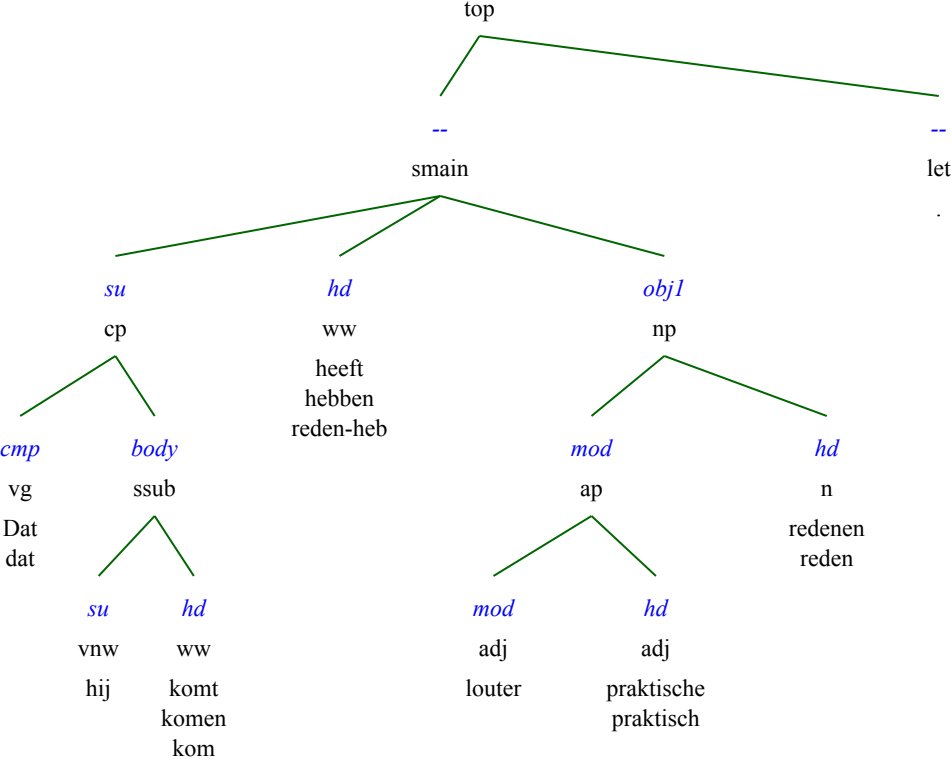 top
-- --
smain let
.
su hd obj1
cp ww np
heeft
hebben
reden-heb
cmp body mod hd
vg ssub ap n
Dat redenen
dat reden
su hd mod hd
vnw ww adj adj
hij komt louter praktische
komen praktisch
kom